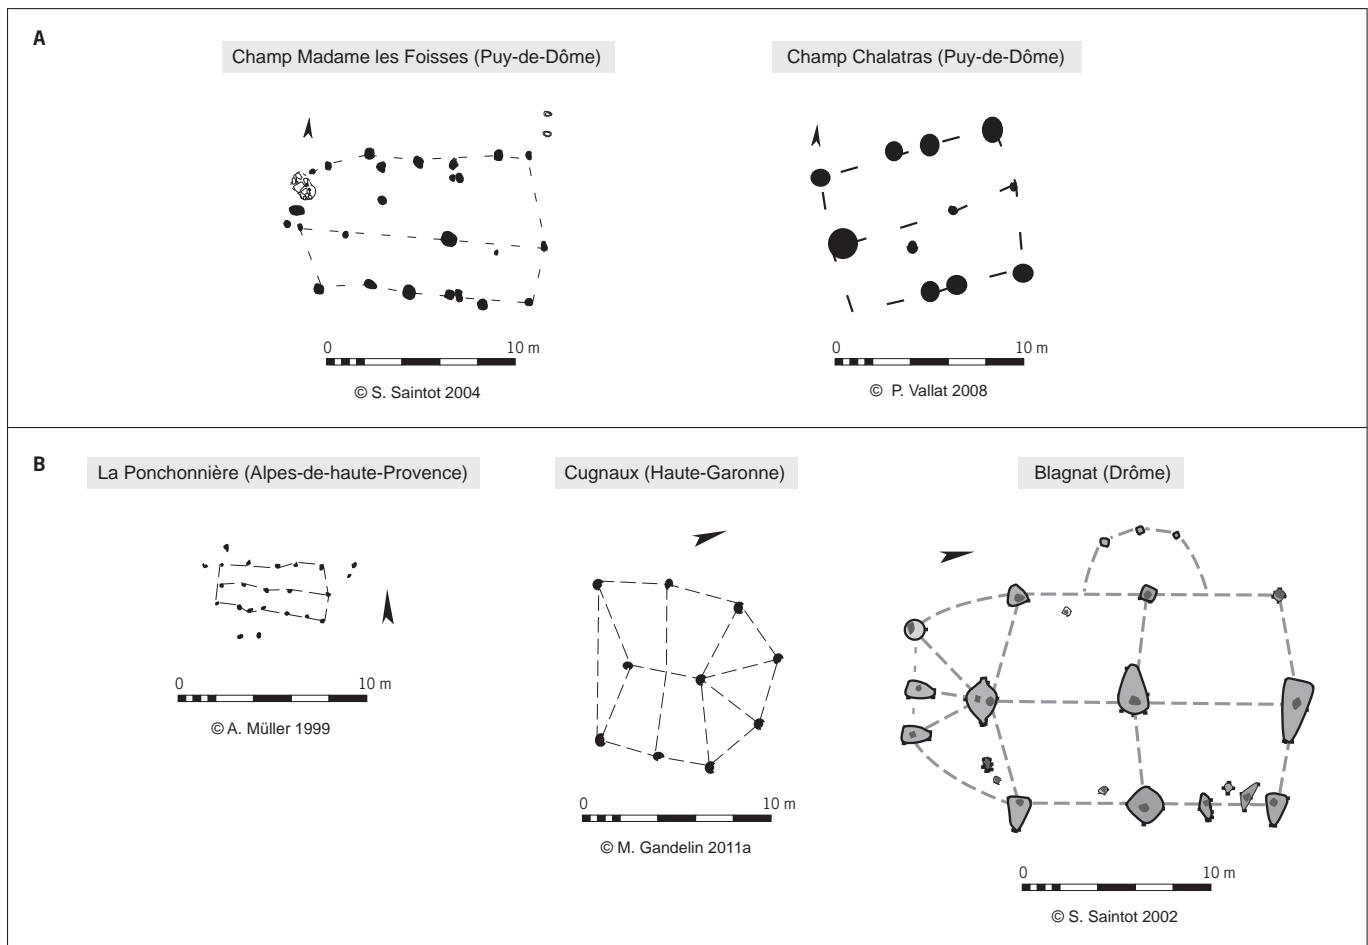 A
Champ Madame les Foisses (Puy-de-Dôme)
Champ Chalatras (Puy-de-Dôme)
0 10 m
© S. Saintot 2004
0 10 m
© P. Vallat 2008
B
La Ponchonnière (Alpes-de-haute-Provence)
Cugnaux (Haute-Garonne)
Blagnat (Drôme)
0 10 m
© A. Müller 1999
0 10 m
© M. Gandelin 2011a
0 10 m
© S. Saintot 2002